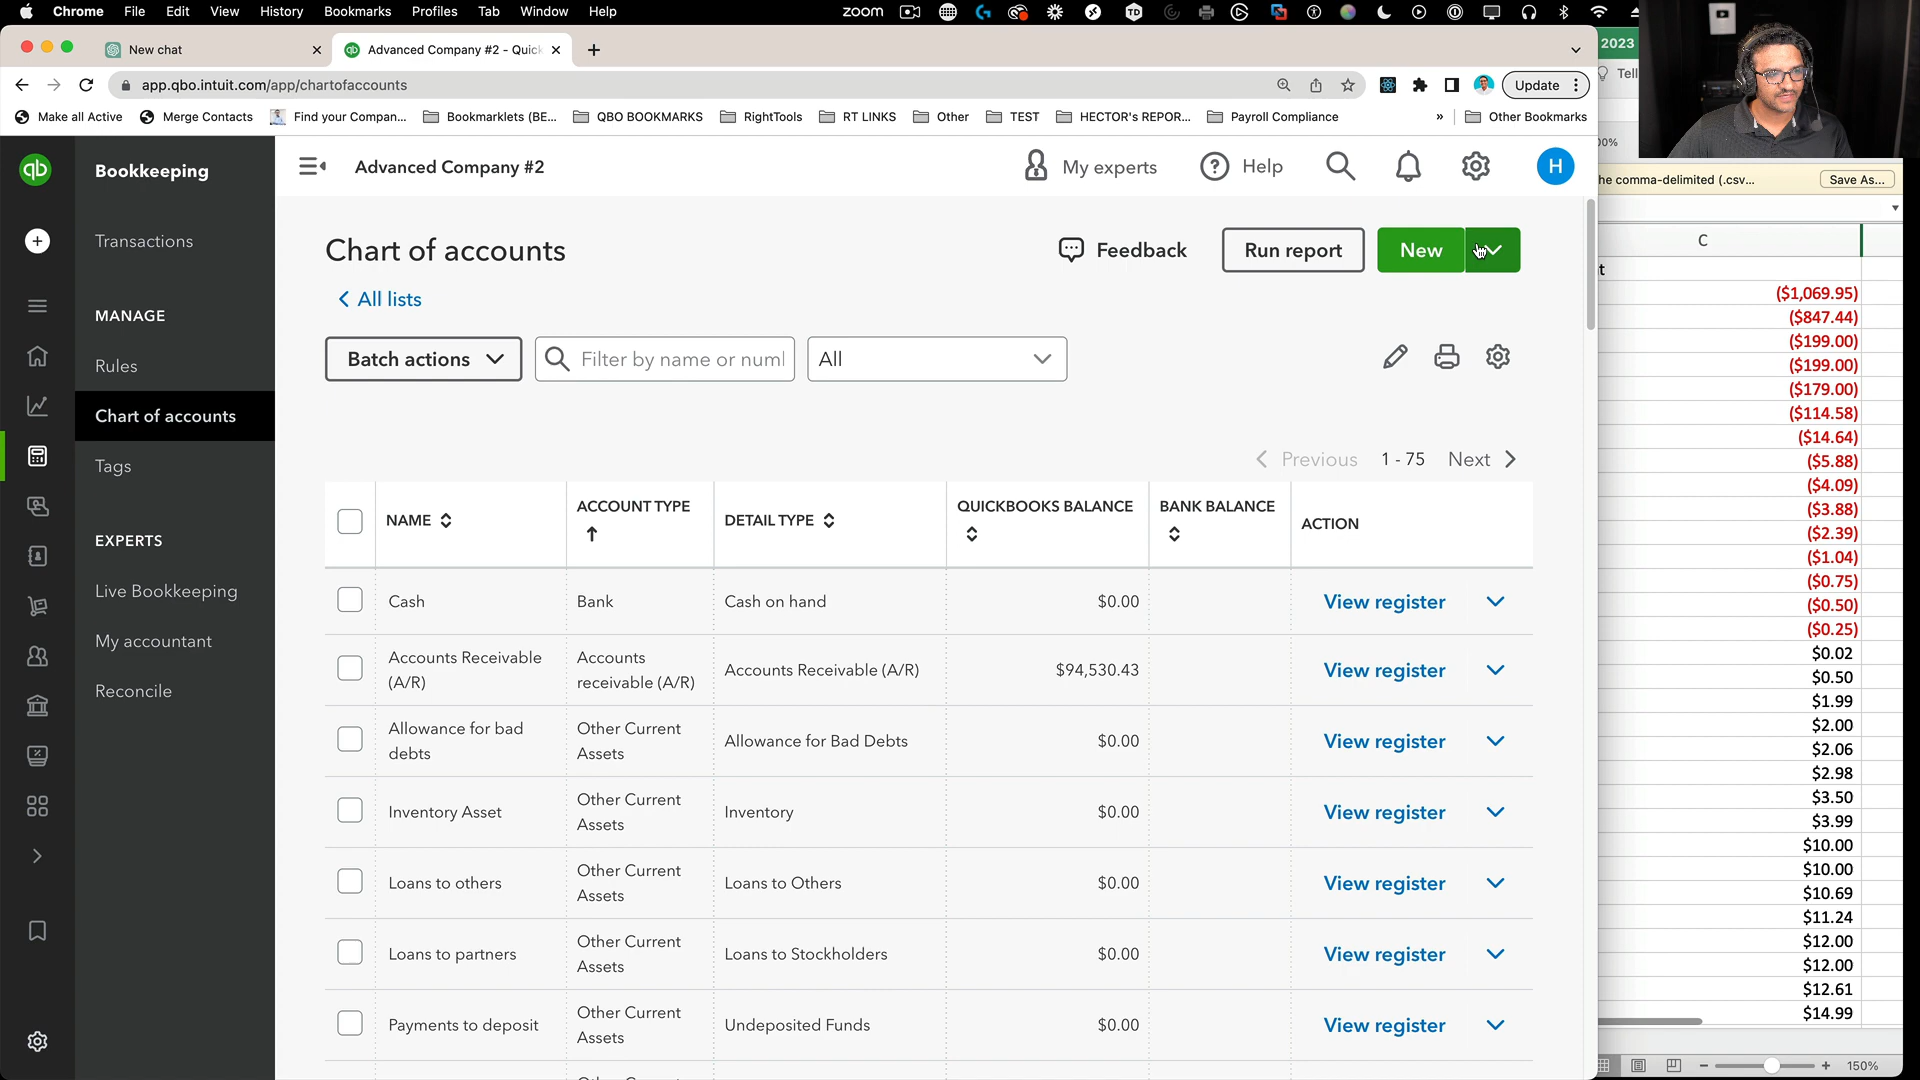 Chrome File Edit View History Bookmarks Profiles Tab Window Help
zoom
TD
New chat
qb Advanced Company #2 - Quick
2023
Tell
app.qbo.intuit.com/app/chartofaccounts
Update
Make all Active
Merge Contacts
Find your Compan...
Bookmarklets (BE...
QBO BOOKMARKS
RightTools
RT LINKS
Other
TEST
HECTOR'S REPOR...
Payroll Compliance
»
Other Bookmarks
00%
qb
Bookkeeping
Advanced Company #2
My experts
Help
H
he comma-delimited (.csv...
Save As...
Transactions
MANAGE
Rules
Chart of accounts
Tags
EXPERTS
Live Bookkeeping
My accountant
Reconcile
Chart of accounts
Feedback
Run report
New
All lists
Batch actions
Filter by name or numl
All
Previous 1 - 75 Next
NAME
ACCOUNT TYPE
DETAIL TYPE
QUICKBOOKS BALANCE
BANK BALANCE
ACTION
Cash Bank Cash on hand $0.00 View register
Accounts Receivable (A/R) Accounts receivable (A/R) Accounts Receivable (A/R) $94,530.43 View register
Allowance for bad debts Other Current Assets Allowance for Bad Debts $0.00 View register
Inventory Asset Other Current Assets Inventory $0.00 View register
Loans to others Other Current Assets Loans to Others $0.00 View register
Loans to partners Other Current Assets Loans to Stockholders $0.00 View register
Payments to deposit Other Current Assets Undeposited Funds $0.00 View register
C
t
($1,069.95)
($847.44)
($199.00)
($199.00)
($179.00)
($114.58)
($14.64)
($5.88)
($4.09)
($3.88)
($2.39)
($1.04)
($0.75)
($0.50)
($0.25)
$0.02
$0.50
$1.99
$2.00
$2.06
$2.98
$3.50
$3.99
$10.00
$10.00
$10.69
$11.24
$12.00
$12.00
$12.61
$14.99
150%